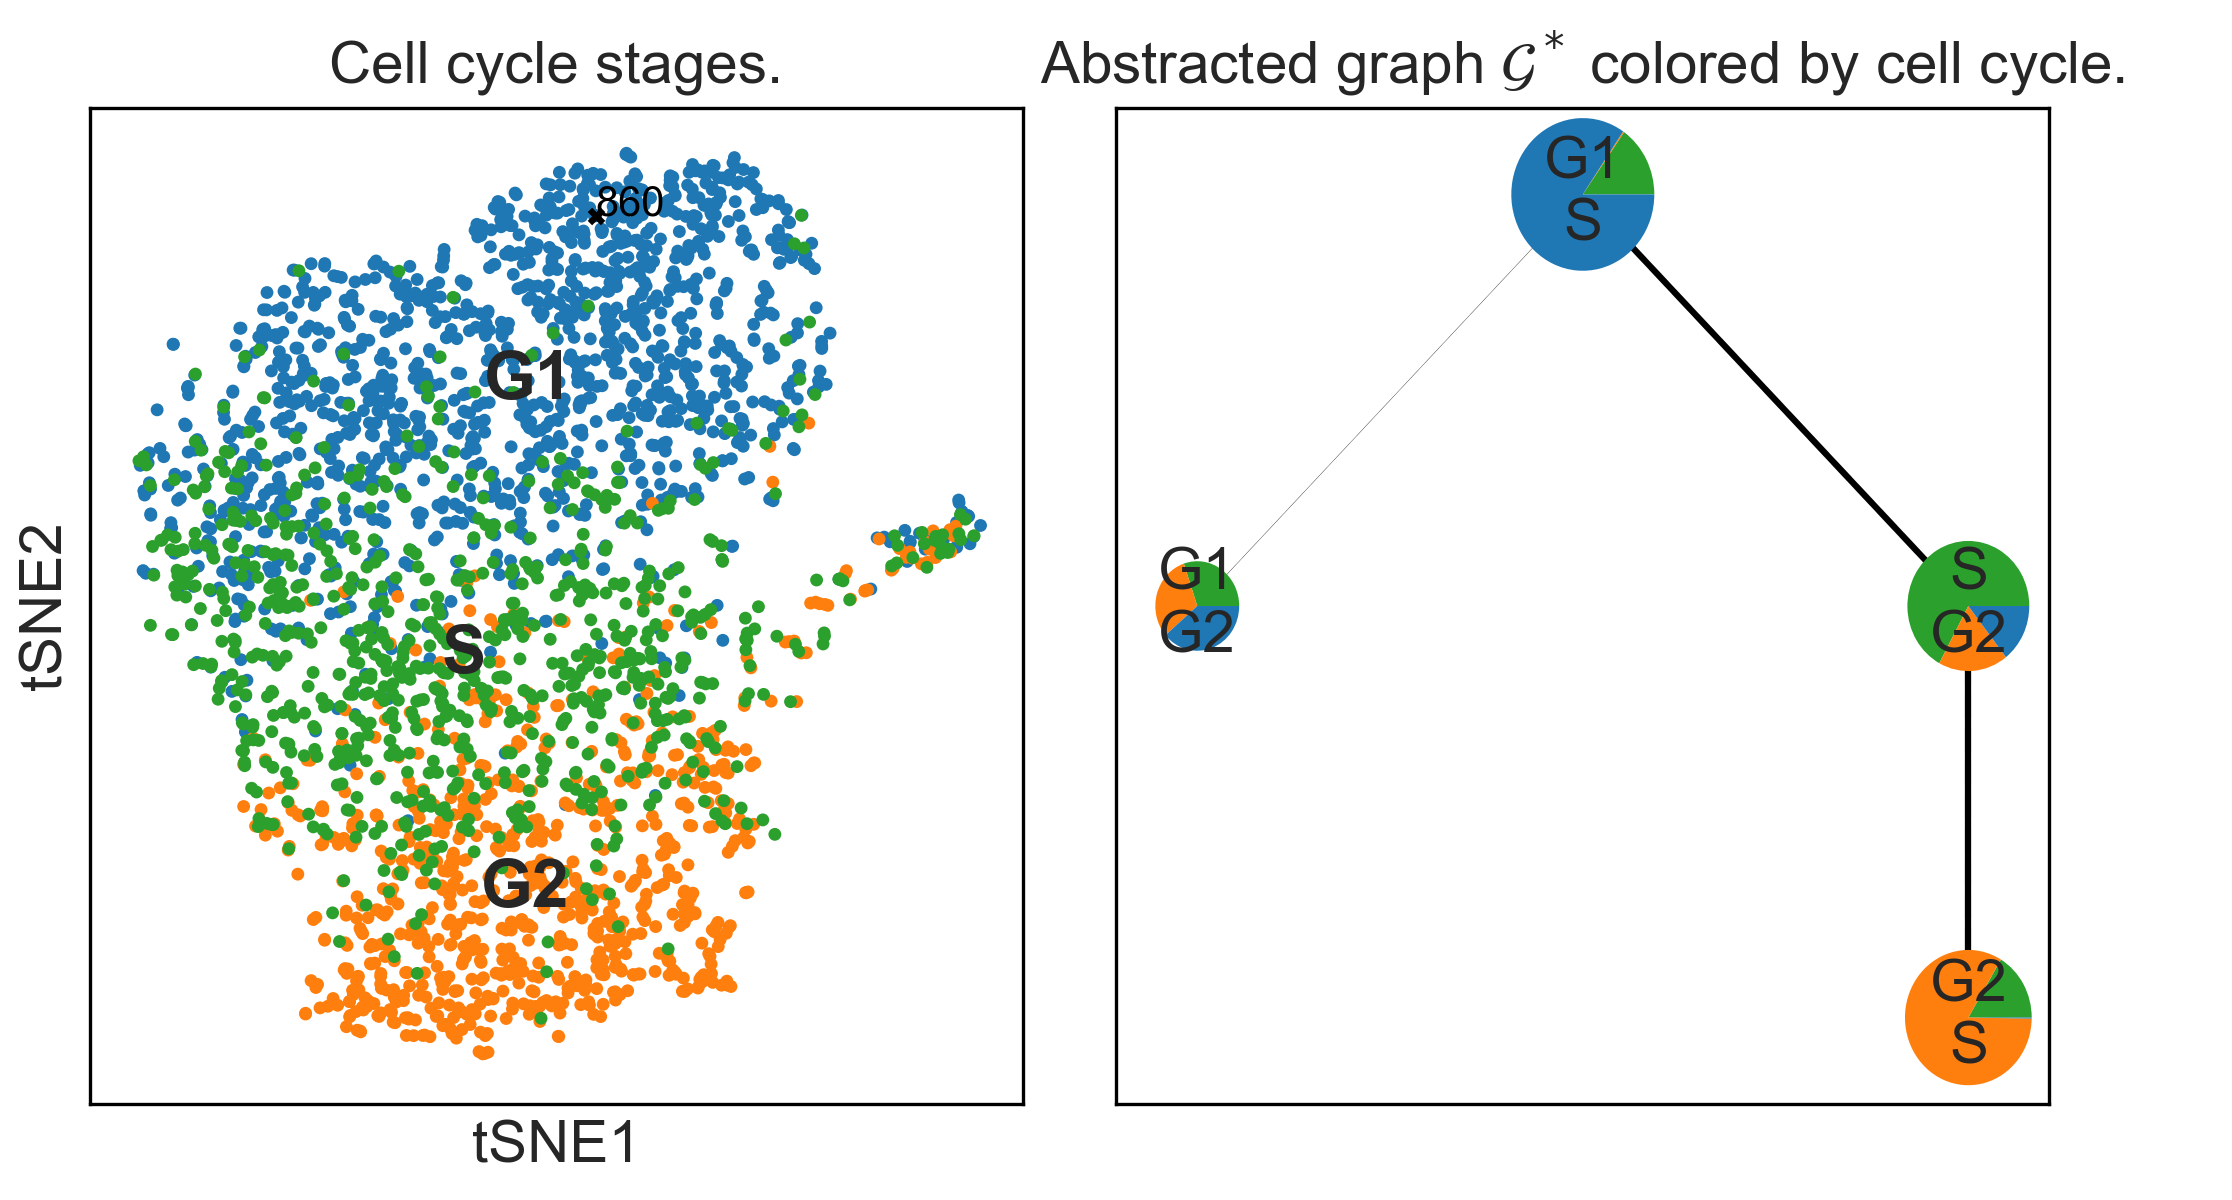 Cell cycle stages.
860
G1
S
G2
tSNE2
tSNE1
Abstracted graph 𝒢* colored by cell cycle.
G1
S
G1
G2
S
G2
G2
S